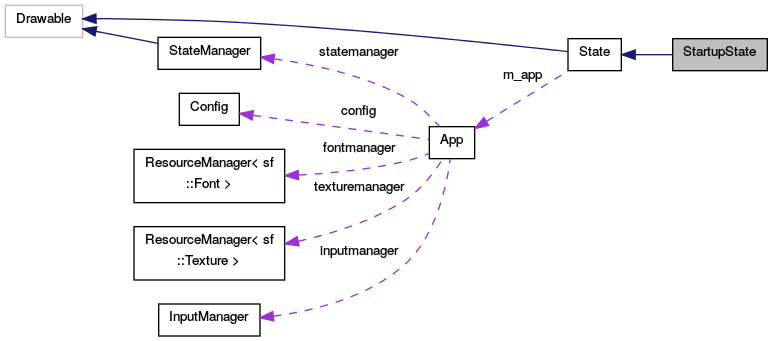 Drawable
StateManager
statemanager
State
StartupState
m_app
Config
config
App
ResourceManager< sf
::Font >
fontmanager
texturemanager
ResourceManager< sf
::Texture >
inputmanager
InputManager